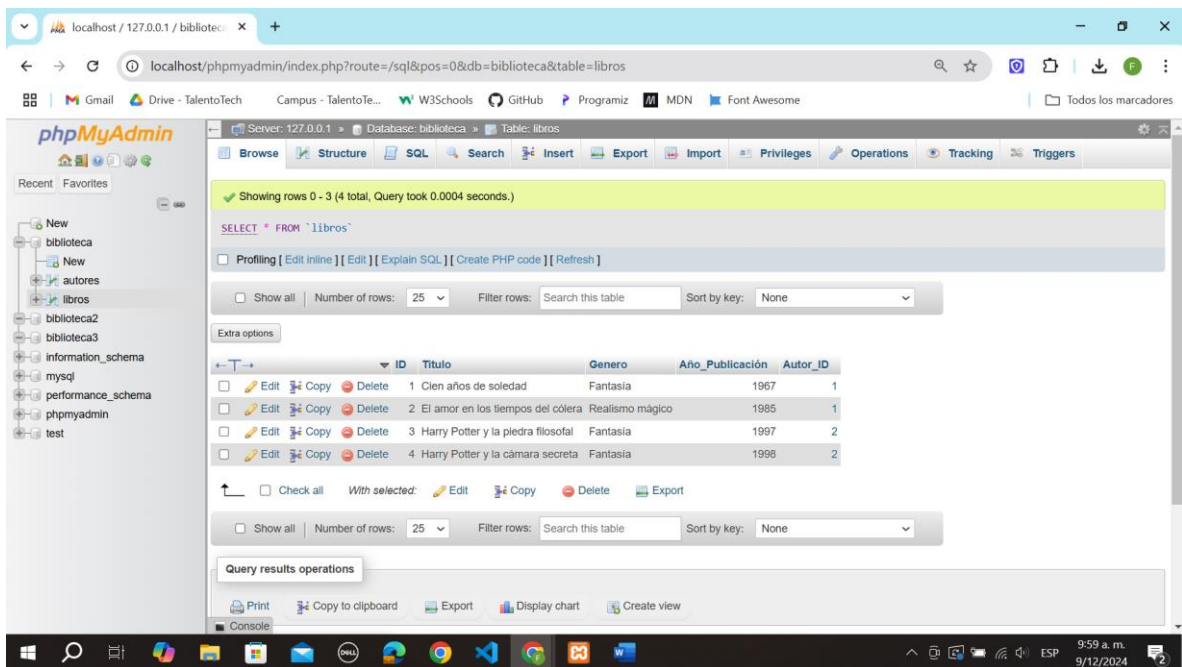 localhost / 127.0.0.1 / bibliotec
localhost/phpmyadmin/index.php?route=/sql&pos=0&db=biblioteca&table=libros
Gmail Drive - TalentoTech Campus - TalentoTe... W3Schools GitHub Programiz MDN Font Awesome Todos los marcadores
phpMyAdmin
Recent Favorites
New
biblioteca
New
autores
libros
biblioteca2
biblioteca3
information_schema
mysql
performance_schema
phpmyadmin
test
Server: 127.0.0.1 » Database: biblioteca » Table: libros
Browse Structure SQL Search Insert Export Import Privileges Operations Tracking Triggers
Showing rows 0 - 3 (4 total, Query took 0.0004 seconds.)
SELECT * FROM `libros`
Profiling [ Edit inline ] [ Edit ] [ Explain SQL ] [ Create PHP code ] [ Refresh ]
Show all | Number of rows: 25 Filter rows: Search this table Sort by key: None
Extra options
←T→ ID Titulo Genero Año_Publicación Autor_ID
Edit Copy Delete 1 Cien años de soledad Fantasía 1967 1
Edit Copy Delete 2 El amor en los tiempos del cólera Realismo mágico 1985 1
Edit Copy Delete 3 Harry Potter y la piedra filosofal Fantasía 1997 2
Edit Copy Delete 4 Harry Potter y la cámara secreta Fantasía 1998 2
Check all With selected: Edit Copy Delete Export
Show all | Number of rows: 25 Filter rows: Search this table Sort by key: None
Query results operations
Print Copy to clipboard Export Display chart Create view
Console
ESP
9:59 a. m.
9/12/2024